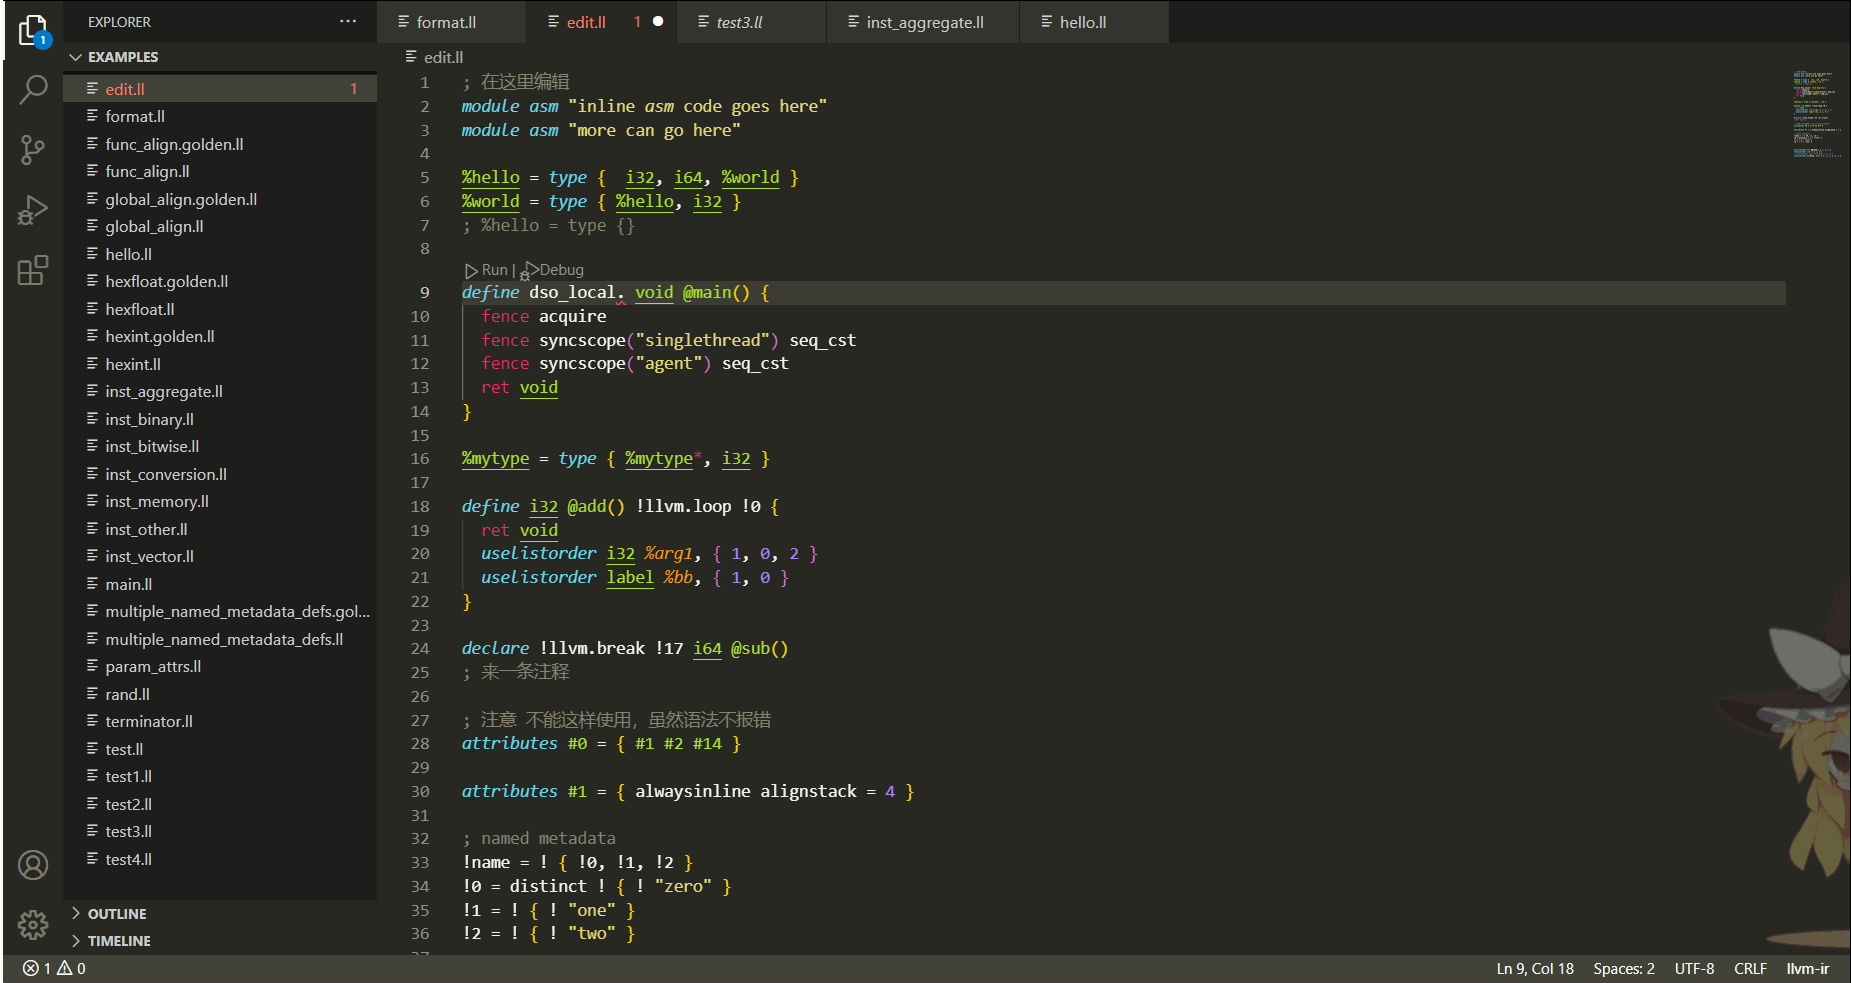 EXPLORER ···
EXAMPLES
edit.ll 1
format.ll
func_align.golden.ll
func_align.ll
global_align.golden.ll
global_align.ll
hello.ll
hexfloat.golden.ll
hexfloat.ll
hexint.golden.ll
hexint.ll
inst_aggregate.ll
inst_binary.ll
inst_bitwise.ll
inst_conversion.ll
inst_memory.ll
inst_other.ll
inst_vector.ll
main.ll
multiple_named_metadata_defs.gol...
multiple_named_metadata_defs.ll
param_attrs.ll
rand.ll
terminator.ll
test.ll
test1.ll
test2.ll
test3.ll
test4.ll
OUTLINE
TIMELINE
1
format.ll edit.ll 1 test3.ll inst_aggregate.ll hello.ll
edit.ll
1 ; 在这里编辑
2 module asm "inline asm code goes here"
3 module asm "more can go here"
4
5 %hello = type {  i32, i64, %world }
6 %world = type { %hello, i32 }
7 ; %hello = type {}
8
Run | Debug
9 define dso_local. void @main() {
10   fence acquire
11   fence syncscope("singlethread") seq_cst
12   fence syncscope("agent") seq_cst
13   ret void
14 }
15
16 %mytype = type { %mytype*, i32 }
17
18 define i32 @add() !llvm.loop !0 {
19   ret void
20   uselistorder i32 %arg1, { 1, 0, 2 }
21   uselistorder label %bb, { 1, 0 }
22 }
23
24 declare !llvm.break !17 i64 @sub()
25 ; 来一条注释
26
27 ; 注意 不能这样使用，虽然语法不报错
28 attributes #0 = { #1 #2 #14 }
29
30 attributes #1 = { alwaysinline alignstack = 4 }
31
32 ; named metadata
33 !name = ! { !0, !1, !2 }
34 !0 = distinct ! { ! "zero" }
35 !1 = ! { ! "one" }
36 !2 = ! { ! "two" }
1 0 Ln 9, Col 18 Spaces: 2 UTF-8 CRLF llvm-ir